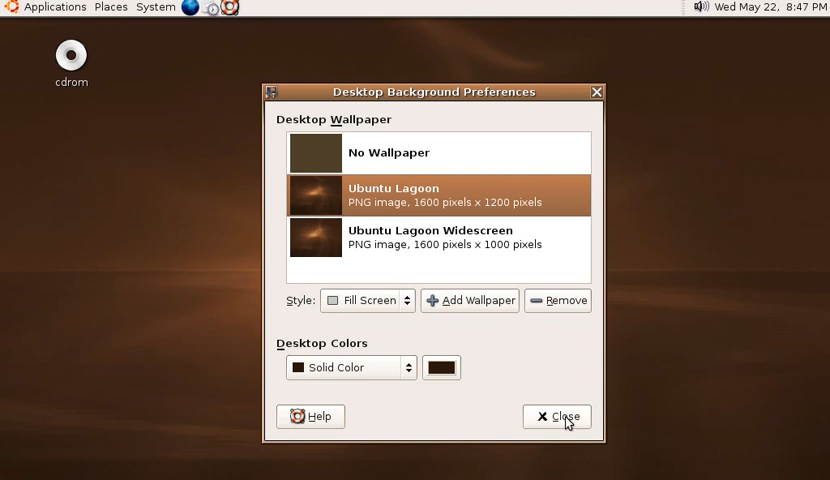 Applications Places System Wed May 22, 8:47 PM
cdrom
Desktop Background Preferences
Desktop Wallpaper
No Wallpaper
Ubuntu Lagoon
PNG image, 1600 pixels x 1200 pixels
Ubuntu Lagoon Widescreen
PNG image, 1600 pixels x 1000 pixels
Style: Fill Screen Add Wallpaper Remove
Desktop Colors
Solid Color
Help Close